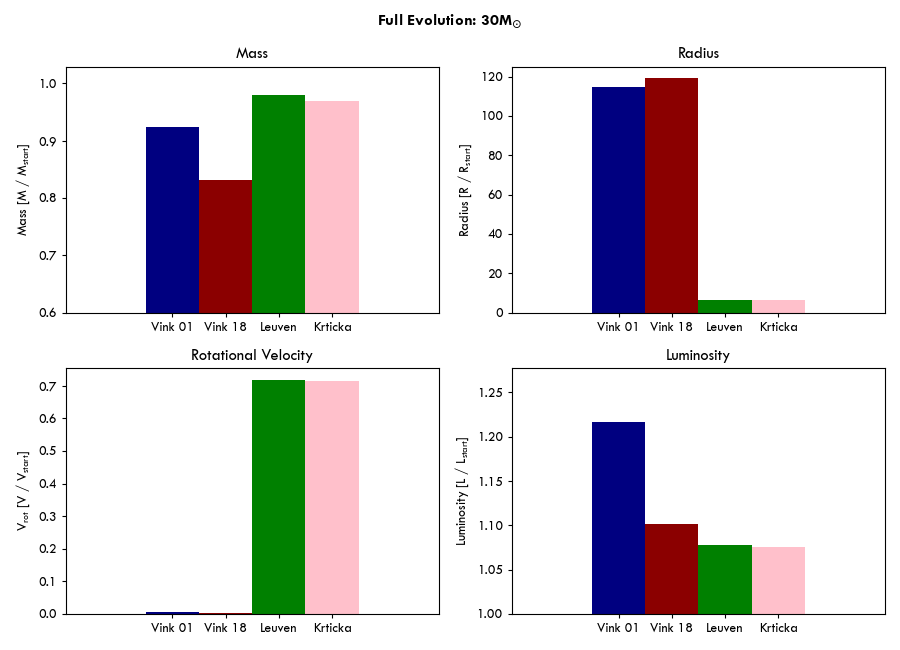 Full Evolution: 30M☉
Mass
1.0
0.9
0.8
0.7
0.6
Mass [M / Mstart]
Vink 01 Vink 18 Leuven Krticka
Radius
120
100
80
60
40
20
0
Radius [R / Rstart]
Vink 01 Vink 18 Leuven Krticka
Rotational Velocity
0.7
0.6
0.5
0.4
0.3
0.2
0.1
0.0
Vrot [V / Vstart]
Vink 01 Vink 18 Leuven Krticka
Luminosity
1.25
1.20
1.15
1.10
1.05
1.00
Luminosity [L / Lstart]
Vink 01 Vink 18 Leuven Krticka